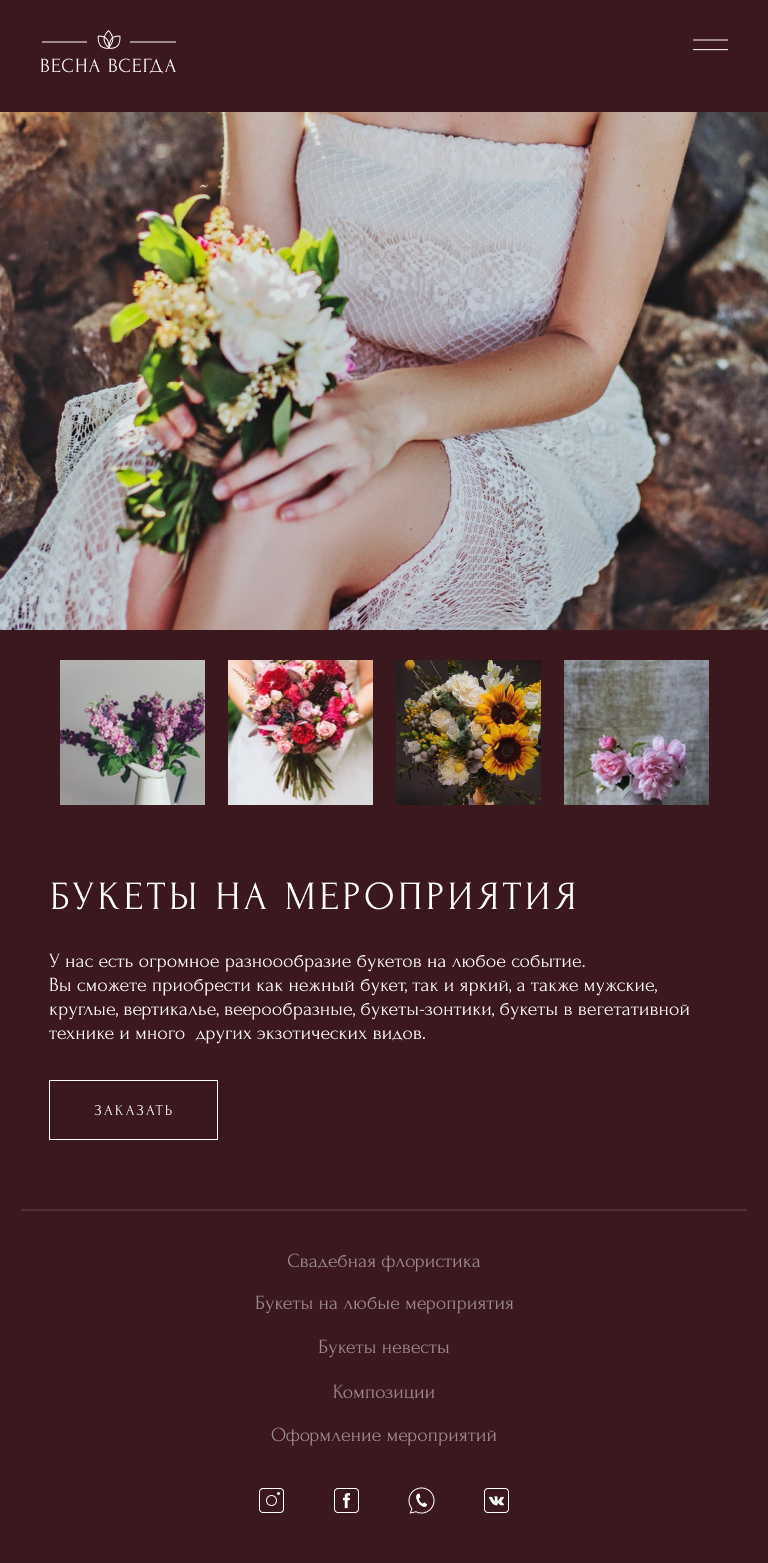 ВЕСНА ВСЕГДА
БУКЕТЫ НА МЕРОПРИЯТИЯ
У нас есть огромное разноообразие букетов на любое событие.
Вы сможете приобрести как нежный букет, так и яркий, а также мужские,
круглые, вертикалье, веерообразные, букеты-зонтики, букеты в вегетативной
технике и много  других экзотических видов.
ЗАКАЗАТЬ
Свадебная флористика
Букеты на любые мероприятия
Букеты невесты
Композиции
Оформление мероприятий